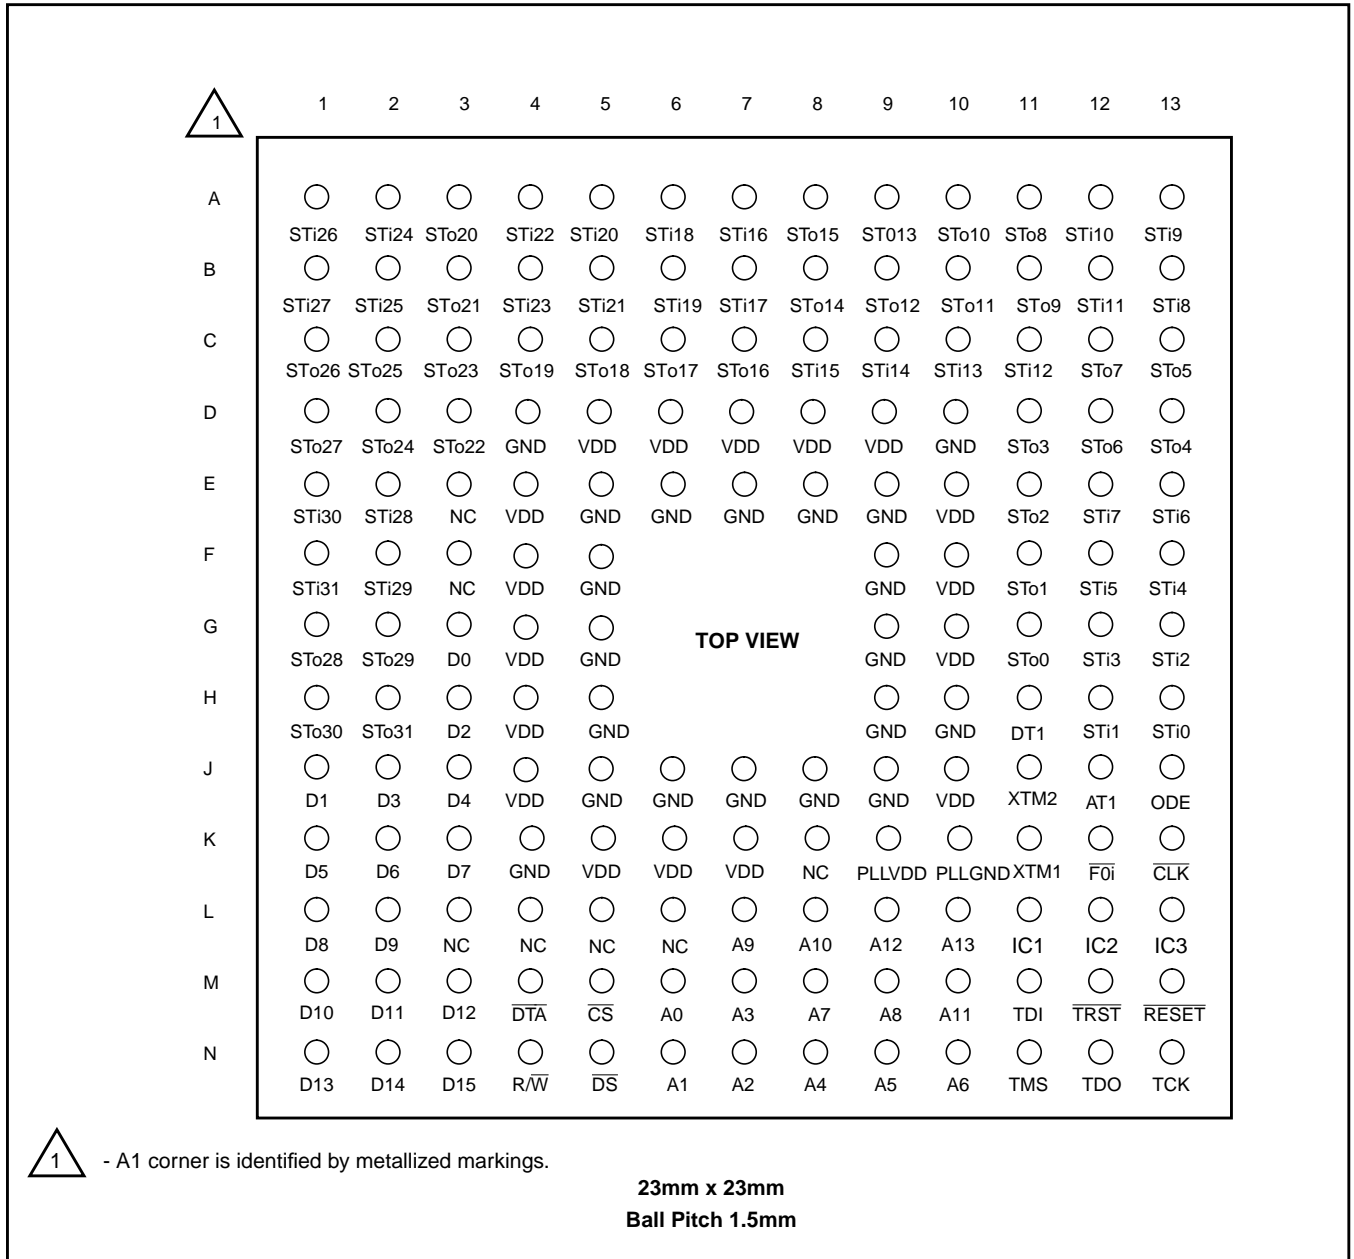 1 1 2 3 4 5 6 7 8 9 10 11 12 13
A
STi26 STi24 STo20 STi22 STi20 STi18 STi16 STo15 ST013 STo10 STo8 STi10 STi9
B
STi27 STi25 STo21 STi23 STi21 STi19 STi17 STo14 STo12 STo11 STo9 STi11 STi8
C
STo26 STo25 STo23 STo19 STo18 STo17 STo16 STi15 STi14 STi13 STi12 STo7 STo5
D
STo27 STo24 STo22 GND VDD VDD VDD VDD VDD GND STo3 STo6 STo4
E
STi30 STi28 NC VDD GND GND GND GND GND VDD STo2 STi7 STi6
F
STi31 STi29 NC VDD GND GND VDD STo1 STi5 STi4
G
TOP VIEW
STo28 STo29 D0 VDD GND GND VDD STo0 STi3 STi2
H
STo30 STo31 D2 VDD GND GND GND DT1 STi1 STi0
J
D1 D3 D4 VDD GND GND GND GND GND VDD XTM2 AT1 ODE
K
D5 D6 D7 GND VDD VDD VDD NC PLLVDD PLLGND XTM1 F0i CLK
L
D8 D9 NC NC NC NC A9 A10 A12 A13 IC1 IC2 IC3
M
D10 D11 D12 DTA CS A0 A3 A7 A8 A11 TDI TRST RESET
N
D13 D14 D15 R/W DS A1 A2 A4 A5 A6 TMS TDO TCK
1 - A1 corner is identified by metallized markings.
23mm x 23mm
Ball Pitch 1.5mm